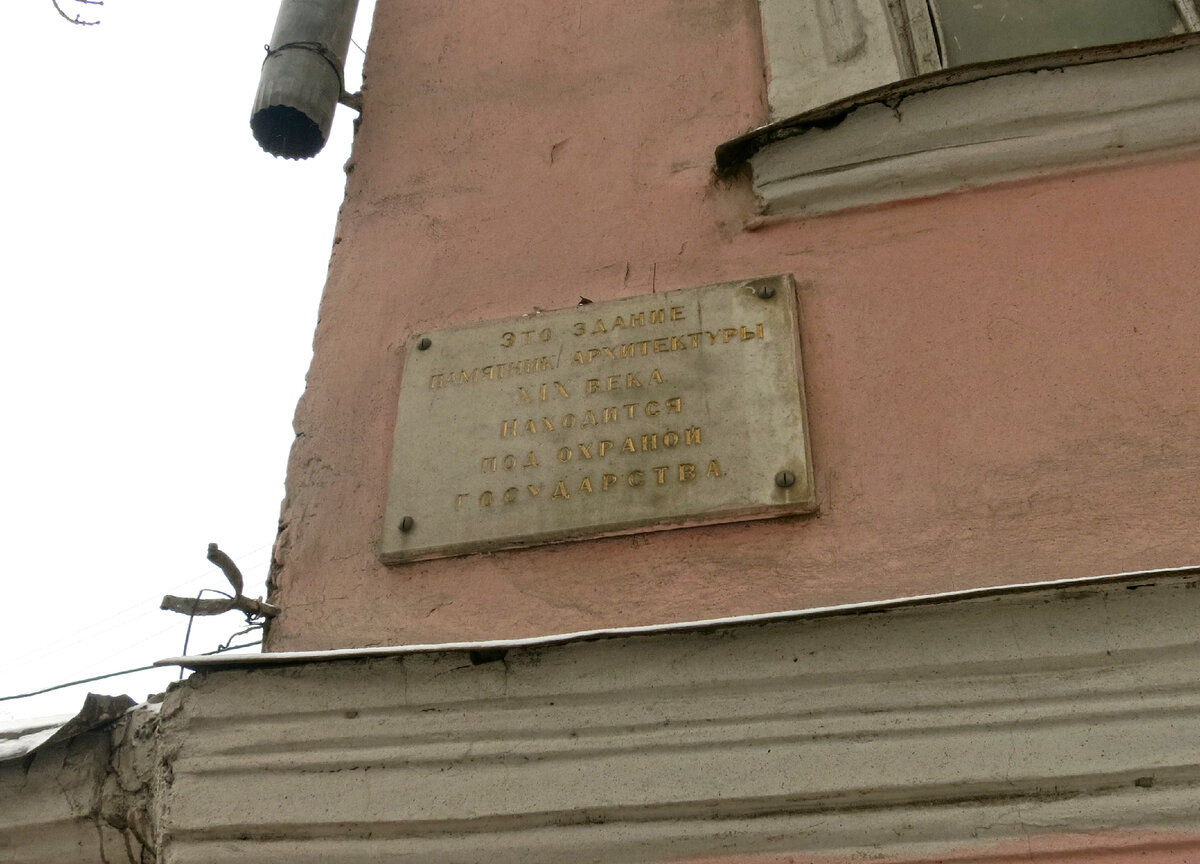 ЭТО ЗДАНИЕ
ПАМЯТНИК АРХИТЕКТУРЫ
XIX ВЕКА
НАХОДИТСЯ
ПОД ОХРАНОЙ
ГОСУДАРСТВА